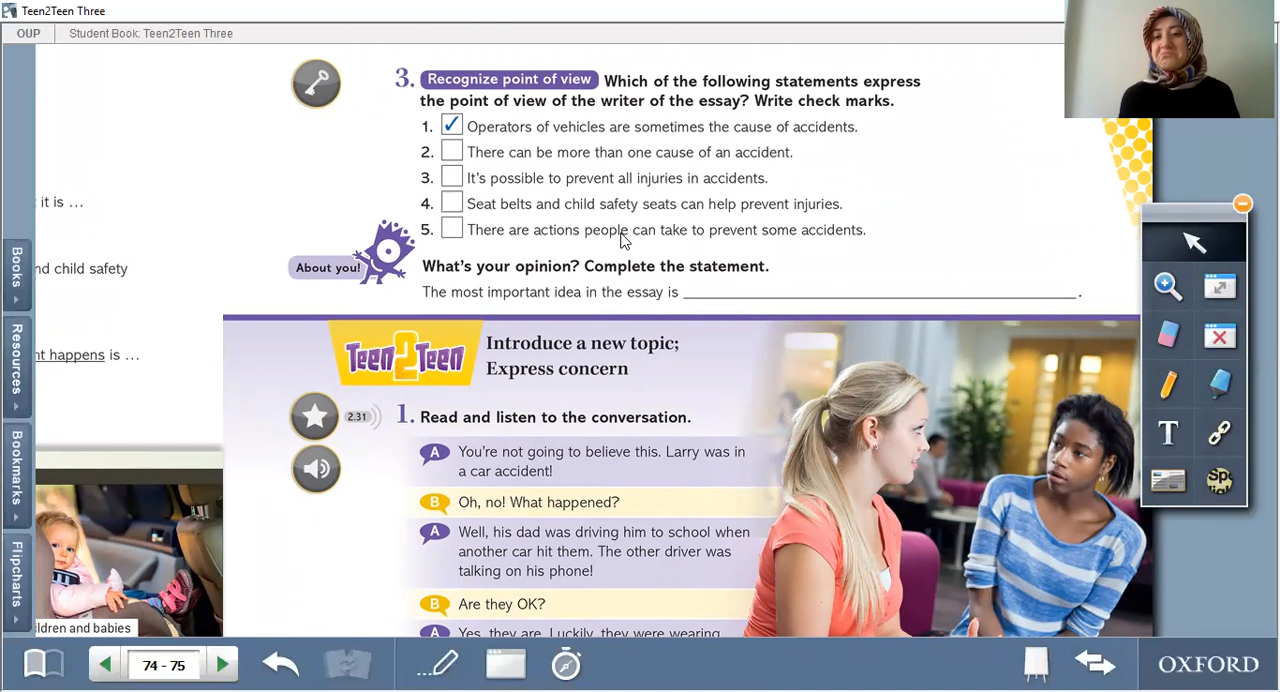 Teen2Teen Three
OUP
Student Book: Teen2Teen Three
3. Recognize point of view Which of the following statements express
the point of view of the writer of the essay? Write check marks.
1. ✓ Operators of vehicles are sometimes the cause of accidents.
2. There can be more than one cause of an accident.
3. It's possible to prevent all injuries in accidents.
4. Seat belts and child safety seats can help prevent injuries.
5. There are actions people can take to prevent some accidents.
About you!
What's your opinion? Complete the statement.
The most important idea in the essay is ______.
it is ...
nd child safety
nt happens is ...
ildren and babies
Teen2Teen
Introduce a new topic;
Express concern
2.31
1. Read and listen to the conversation.
A You're not going to believe this. Larry was in
a car accident!
B Oh, no! What happened?
A Well, his dad was driving him to school when
another car hit them. The other driver was
talking on his phone!
B Are they OK?
A Yes, they are. Luckily, they were wearing
Books
Resources
Bookmarks
Flipcharts
T
74 - 75
OXFORD